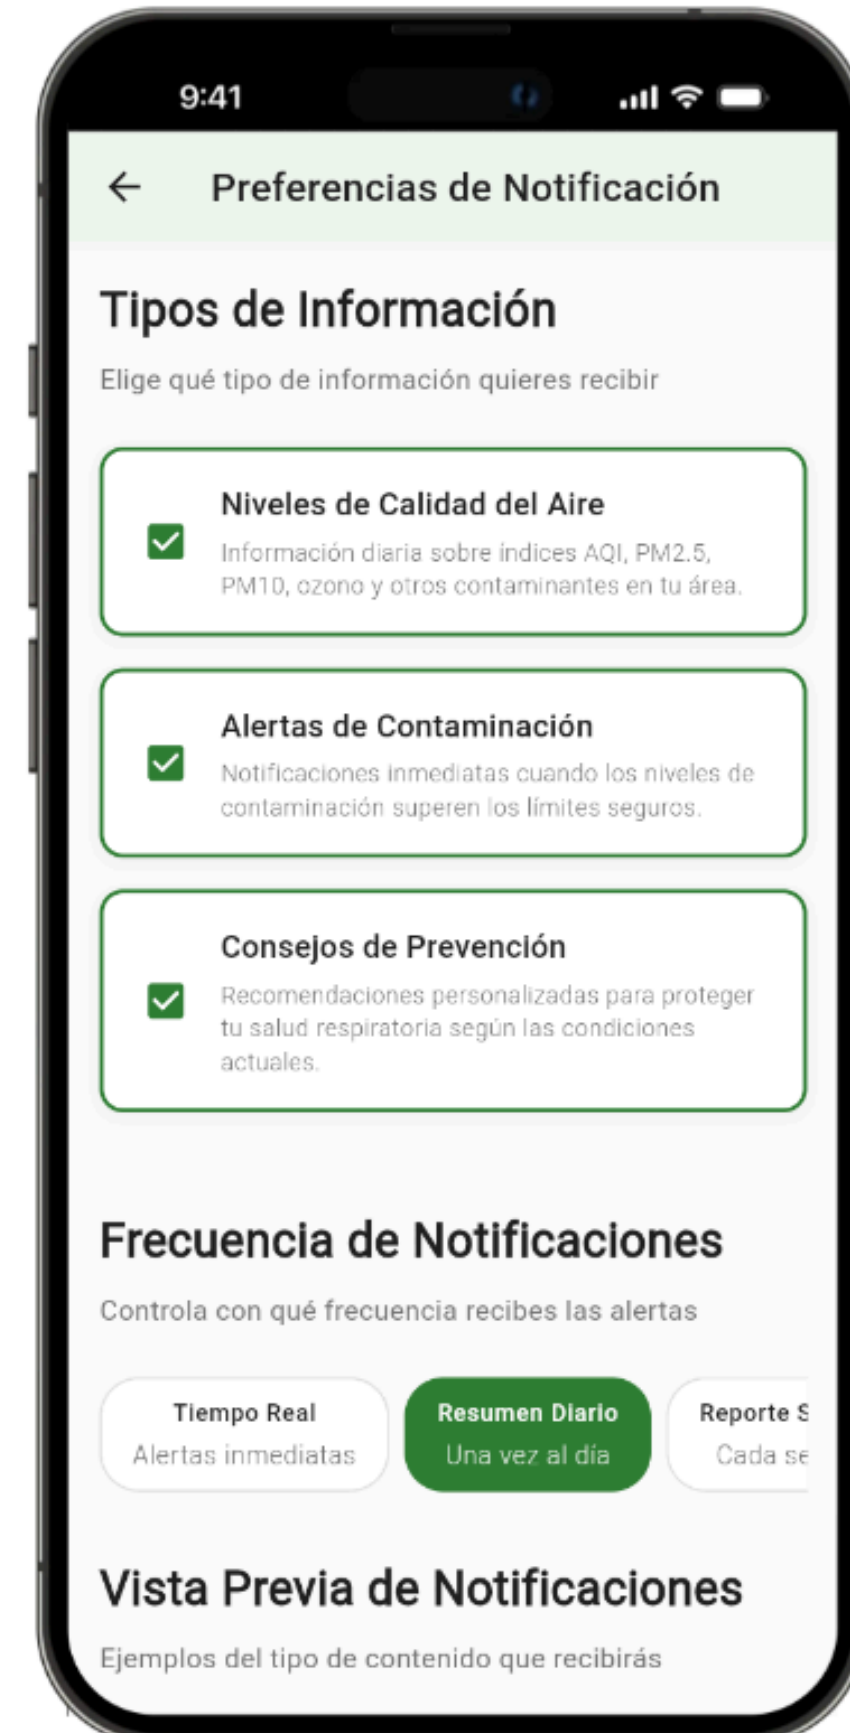 9:41
Preferencias de Notificación
Tipos de Información
Elige qué tipo de información quieres recibir
Niveles de Calidad del Aire
Información diaria sobre índices AQI, PM2.5,
PM10, ozono y otros contaminantes en tu área.
Alertas de Contaminación
Notificaciones inmediatas cuando los niveles de
contaminación superen los límites seguros.
Consejos de Prevención
Recomendaciones personalizadas para proteger
tu salud respiratoria según las condiciones
actuales.
Frecuencia de Notificaciones
Controla con qué frecuencia recibes las alertas
Tiempo Real
Alertas inmediatas
Resumen Diario
Una vez al día
Reporte S
Cada se
Vista Previa de Notificaciones
Ejemplos del tipo de contenido que recibirás